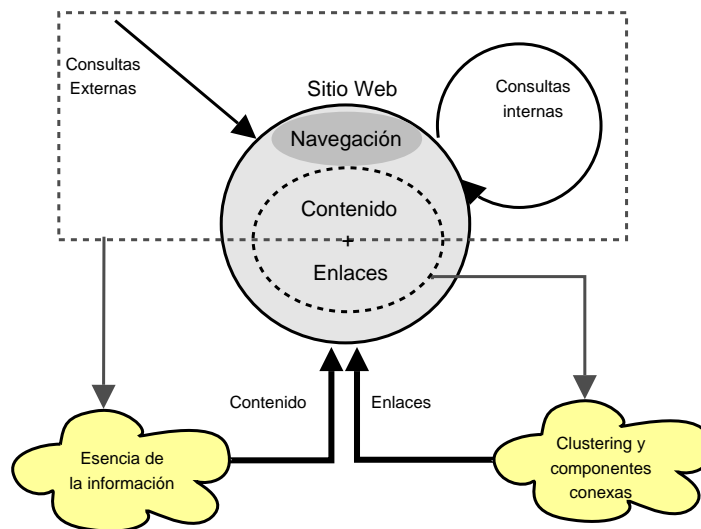 Consultas
Externas
Sitio Web
Consultas
internas
Navegación
Contenido
+
Enlaces
Contenido
Enlaces
Esencia de
la información
Clustering y
componentes
conexas